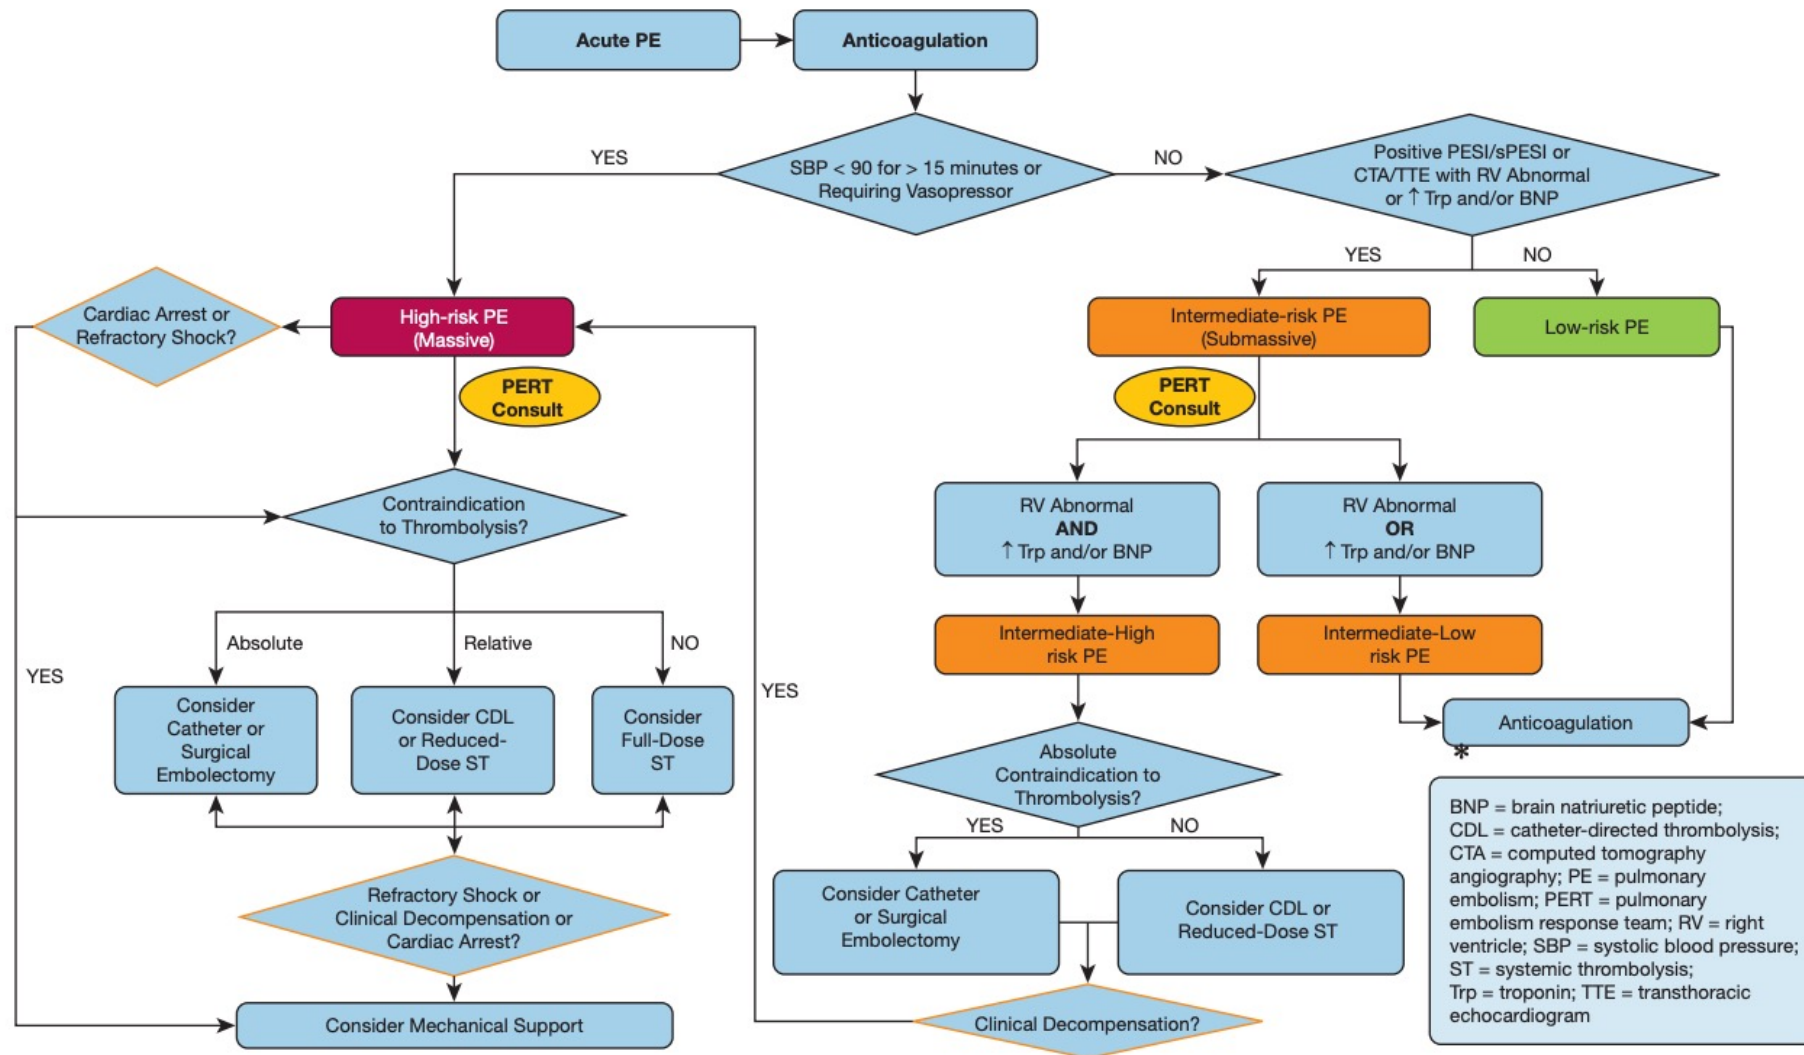 Acute PE
Anticoagulation
SBP < 90 for > 15 minutes or
Requiring Vasopressor
YES
NO
Positive PESI/sPESI or
CTA/TTE with RV Abnormal
or ↑ Trp and/or BNP
YES
NO
Cardiac Arrest or
Refractory Shock?
High-risk PE
(Massive)
Intermediate-risk PE
(Submassive)
Low-risk PE
PERT
Consult
PERT
Consult
Contraindication
to Thrombolysis?
RV Abnormal
AND
↑ Trp and/or BNP
RV Abnormal
OR
↑ Trp and/or BNP
Intermediate-High
risk PE
Intermediate-Low
risk PE
Absolute
Relative
NO
YES
YES
Consider
Catheter or
Surgical
Embolectomy
Consider CDL
or Reduced-
Dose ST
Consider
Full-Dose
ST
Anticoagulation
*
Absolute
Contraindication to
Thrombolysis?
YES
NO
Refractory Shock or
Clinical Decompensation or
Cardiac Arrest?
Consider Catheter
or Surgical
Embolectomy
Consider CDL or
Reduced-Dose ST
Consider Mechanical Support
Clinical Decompensation?
BNP = brain natriuretic peptide;
CDL = catheter-directed thrombolysis;
CTA = computed tomography
angiography; PE = pulmonary
embolism; PERT = pulmonary
embolism response team; RV = right
ventricle; SBP = systolic blood pressure;
ST = systemic thrombolysis;
Trp = troponin; TTE = transthoracic
echocardiogram